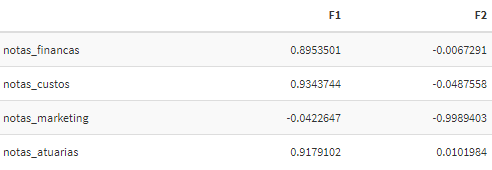 F1 F2
notas_financas 0.8953501 -0.0067291
notas_custos 0.9343744 -0.0487558
notas_marketing -0.0422647 -0.9989403
notas_atuarias 0.9179102 0.0101984